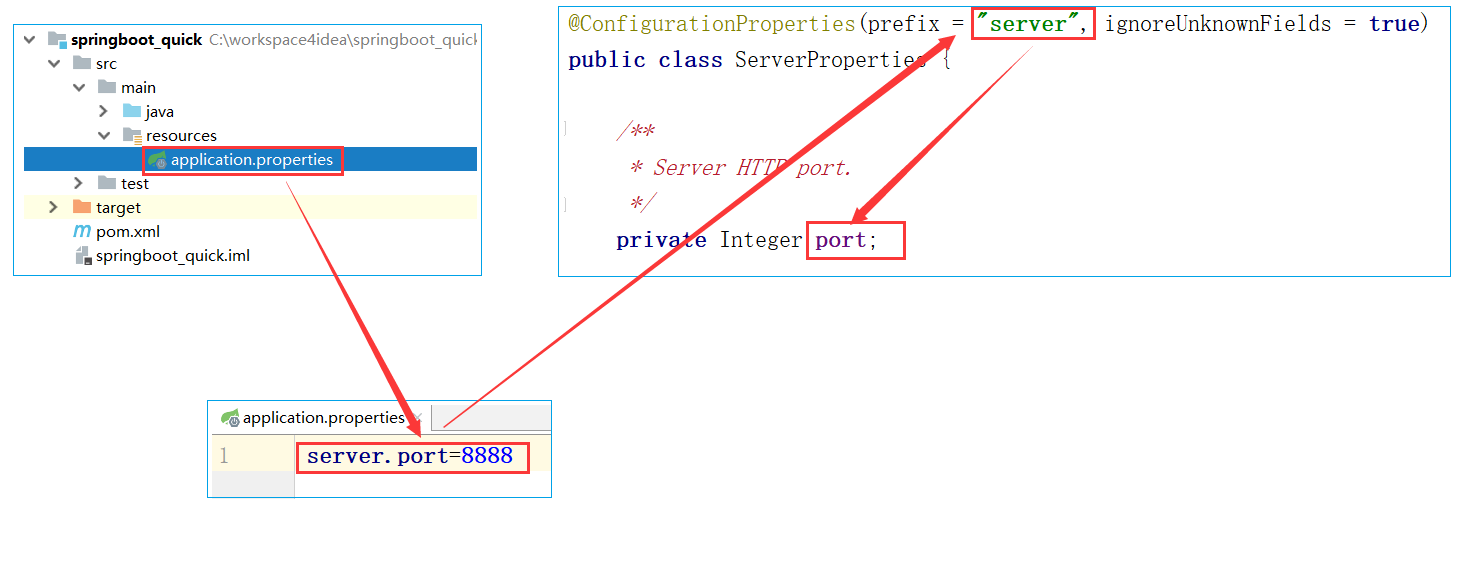 springboot_quick C:\workspace4idea\springboot_quick
src
main
java
resources
application.properties
test
target
pom.xml
springboot_quick.iml
@ConfigurationProperties(prefix = "server", ignoreUnknownFields = true)
public class ServerProperties {
/**
* Server HTTP port.
*/
private Integer port;
application.properties
1 server.port=8888